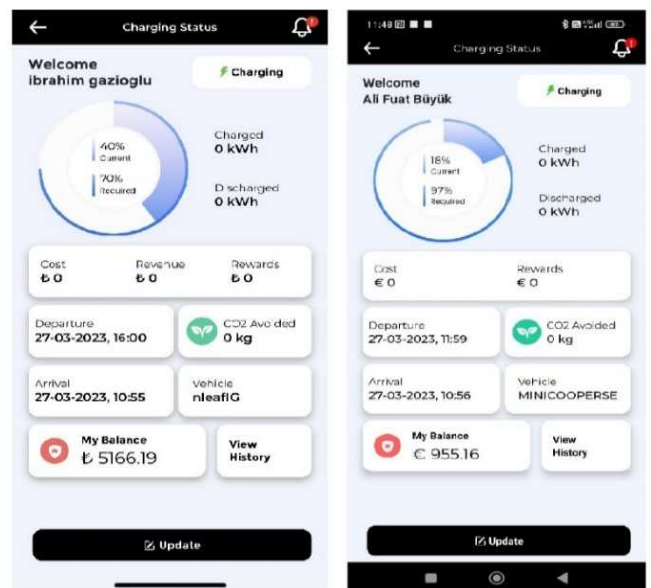 Charging Status
Welcome
ibrahim gazioglu
Charging
40%
Current
70%
Required
Charged
0 kWh
D scharged
0 kWh
Cost
₺ 0
Revenue
₺ 0
Rewards
₺ 0
Departure
27-03-2023, 16:00
CO2 Avoided
0 kg
Arrival
27-03-2023, 10:55
Vehicle
nleaflG
My Balance
₺ 5166.19
View
History
Update
11:48
Charging Status
Welcome
Ali Fuat Büyük
Charging
18%
Current
97%
Required
Charged
0 kWh
Discharged
0 kWh
Cost
€ 0
Rewards
€ 0
Departure
27-03-2023, 11:59
CO2 Avoided
0 kg
Arrival
27-03-2023, 10:56
Vehicle
MINICOOPERSE
My Balance
€ 955.16
View
History
Update